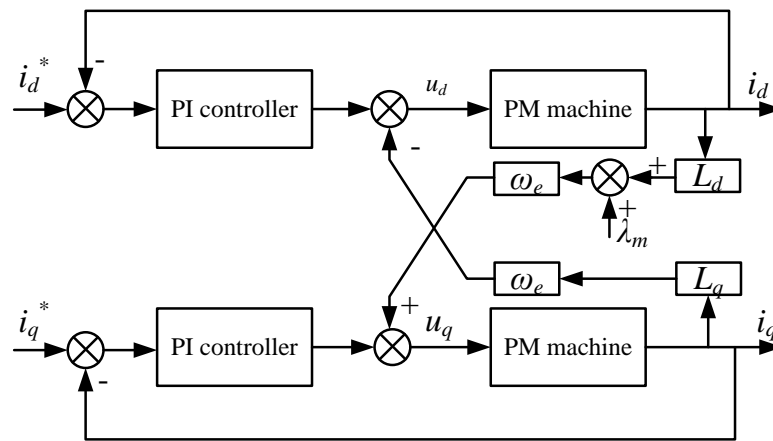 -
i_d^*
PI controller
u_d
PM machine
i_d
-
ω_e
+
L_d
+
λ_m
ω_e
L_q
+
i_q^*
PI controller
u_q
PM machine
i_q
-